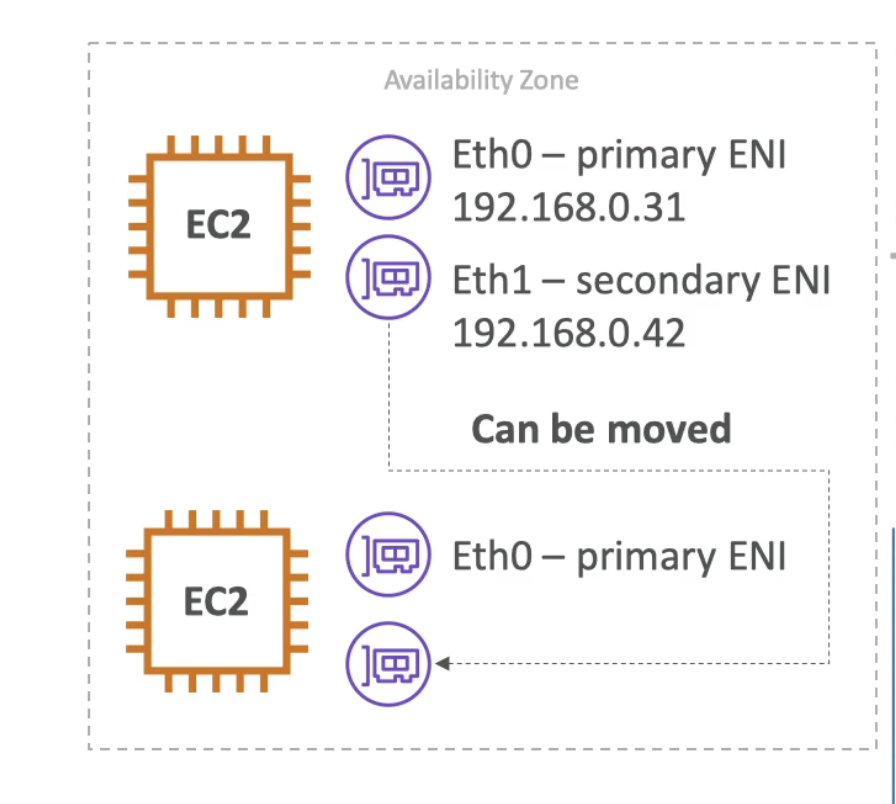 Availability Zone
EC2
Eth0 – primary ENI
192.168.0.31
Eth1 – secondary ENI
192.168.0.42
Can be moved
EC2
Eth0 – primary ENI